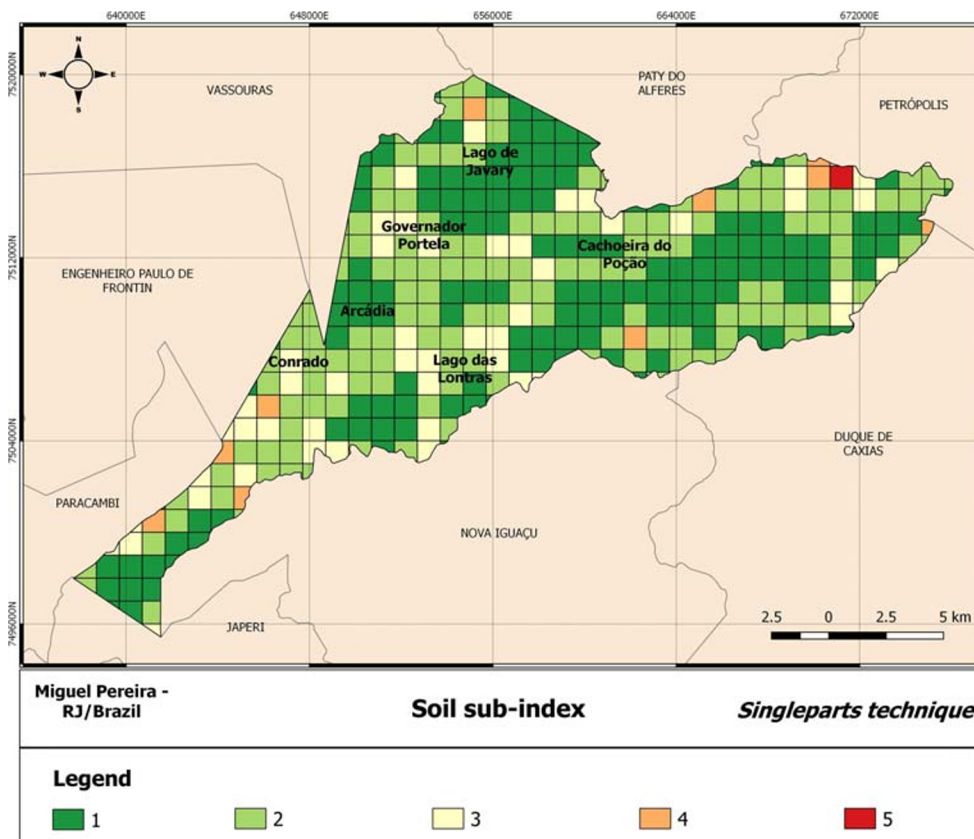 640000E 648000E 656000E 664000E 672000E
7520000N
7512000N
7504000N
7496000N
N
W E
S
VASSOURAS
PATY DO
ALFERES
PETRÓPOLIS
Lago de
Javary
Governador
Portela
Cachoeira do
Poção
ENGENHEIRO PAULO DE
FRONTIN
Arcádia
Conrado
Lago das
Lontras
DUQUE DE
CAXIAS
PARACAMBI
NOVA IGUAÇU
JAPERI
2.5 0 2.5 5 km
Miguel Pereira -
RJ/Brazil
Soil sub-index
Singleparts technique
Legend
1 2 3 4 5